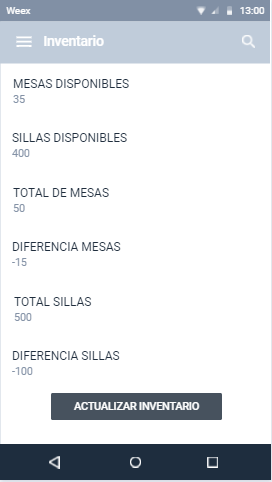 Weex 13:00
Inventario
MESAS DISPONIBLES
35
SILLAS DISPONIBLES
400
TOTAL DE MESAS
50
DIFERENCIA MESAS
-15
TOTAL SILLAS
500
DIFERENCIA SILLAS
-100
ACTUALIZAR INVENTARIO